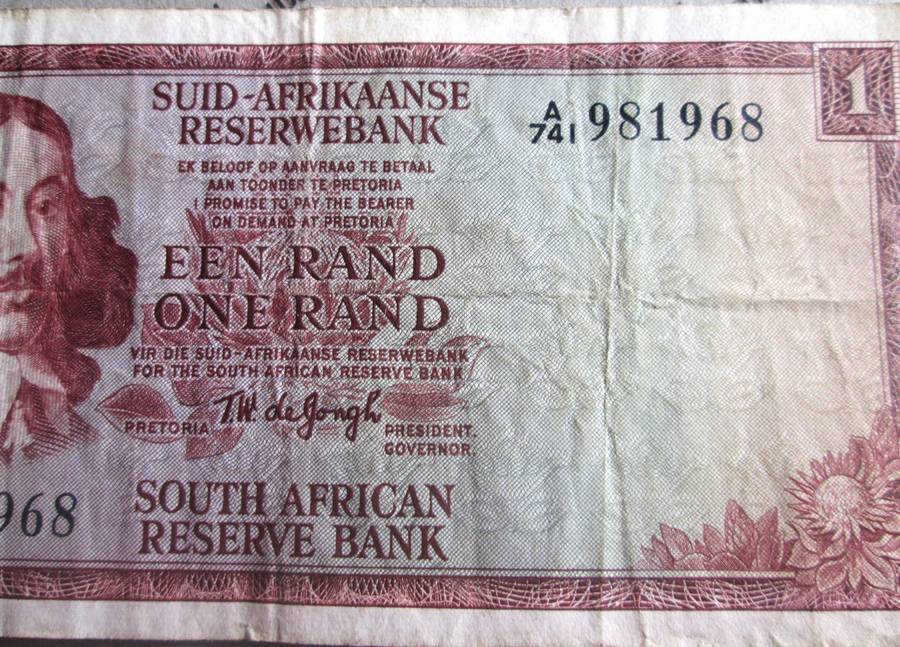 SUID-AFRIKAANSE
RESERWEBANK
A/741 981968
1
EK BELOOF OP AANVRAAG TE BETAAL
AAN TOONDER TE PRETORIA
I PROMISE TO PAY THE BEARER
ON DEMAND AT PRETORIA
EEN RAND
ONE RAND
VIR DIE SUID-AFRIKAANSE RESERWEBANK
FOR THE SOUTH AFRICAN RESERVE BANK
T.W. de Jongh
PRETORIA
PRESIDENT.
GOVERNOR.
968
SOUTH AFRICAN
RESERVE BANK